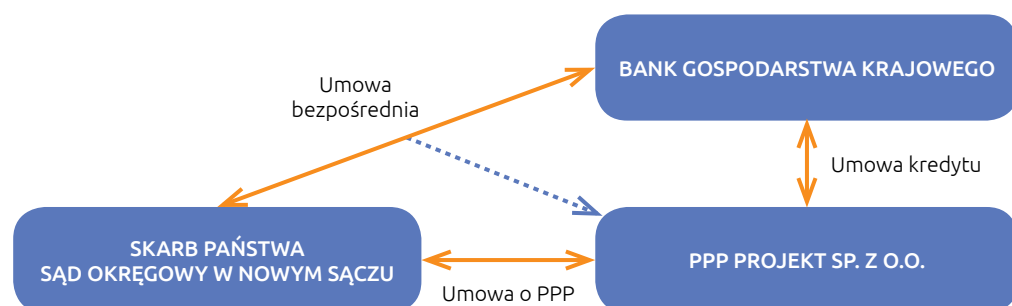 BANK GOSPODARSTWA KRAJOWEGO
Umowa
bezpośrednia
Umowa kredytu
SKARB PAŃSTWA
SĄD OKRĘGOWY W NOWYM SĄCZU
PPP PROJEKT SP. Z O.O.
Umowa o PPP